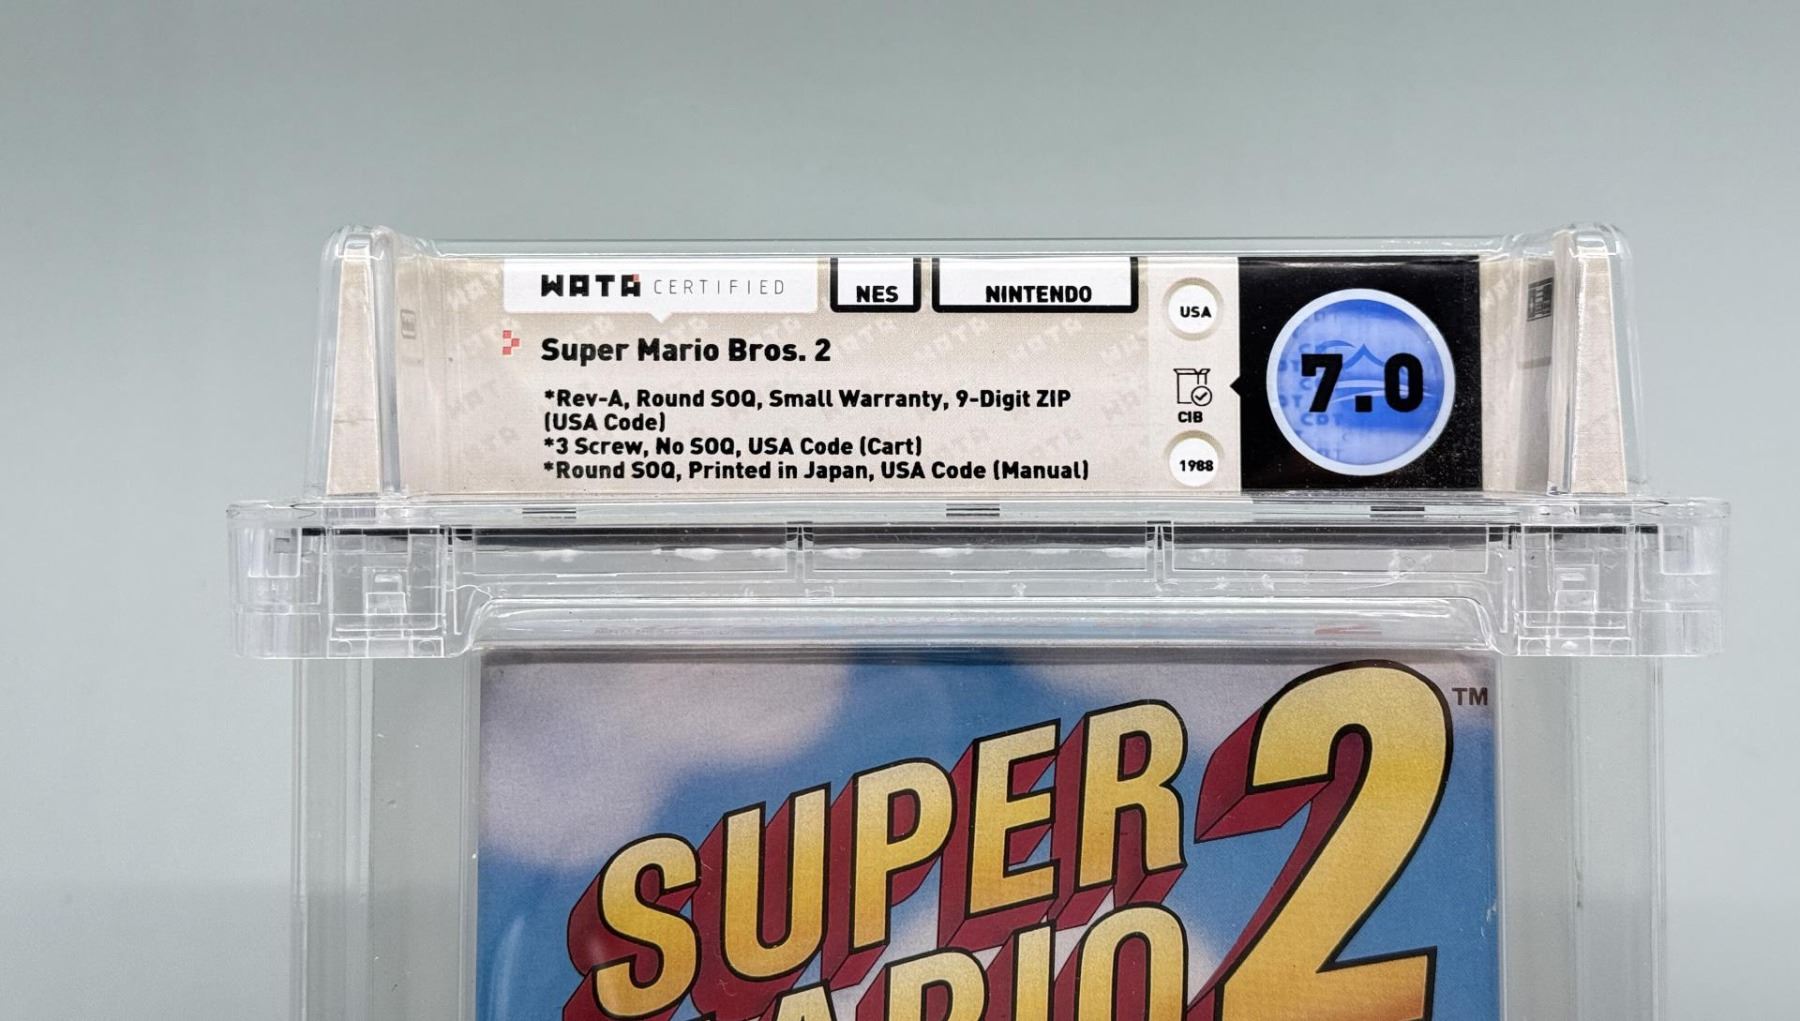 WATA CERTIFIED
NES
NINTENDO
Super Mario Bros. 2
*Rev-A, Round SOQ, Small Warranty, 9-Digit ZIP
(USA Code)
*3 Screw, No SOQ, USA Code (Cart)
*Round SOQ, Printed in Japan, USA Code (Manual)
USA
CIB
1988
7.0
SUPER
MARIO
2 TM